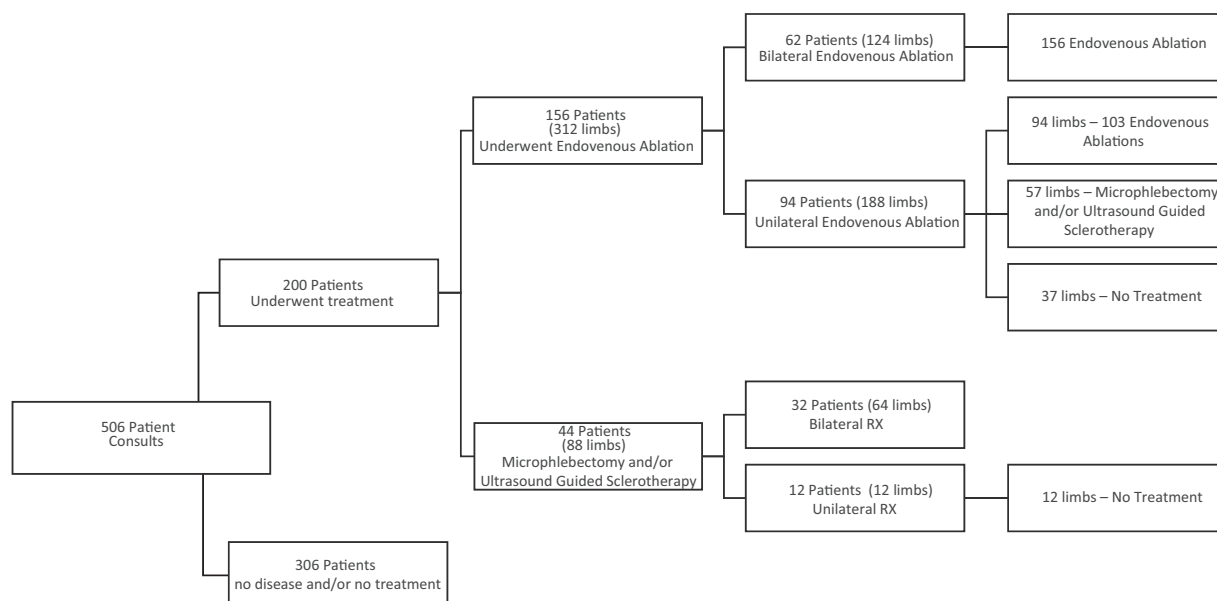 62 Patients (124 limbs)
Bilateral Endovenous Ablation
156 Endovenous Ablation
156 Patients
(312 limbs)
Underwent Endovenous Ablation
94 limbs – 103 Endovenous
Ablations
94 Patients (188 limbs)
Unilateral Endovenous Ablation
57 limbs – Microphlebectomy
and/or Ultrasound Guided
Sclerotherapy
200 Patients
Underwent treatment
37 limbs – No Treatment
506 Patient
Consults
32 Patients (64 limbs)
Bilateral RX
44 Patients
(88 limbs)
Microphlebectomy and/or
Ultrasound Guided Sclerotherapy
12 Patients (12 limbs)
Unilateral RX
12 limbs – No Treatment
306 Patients
no disease and/or no treatment